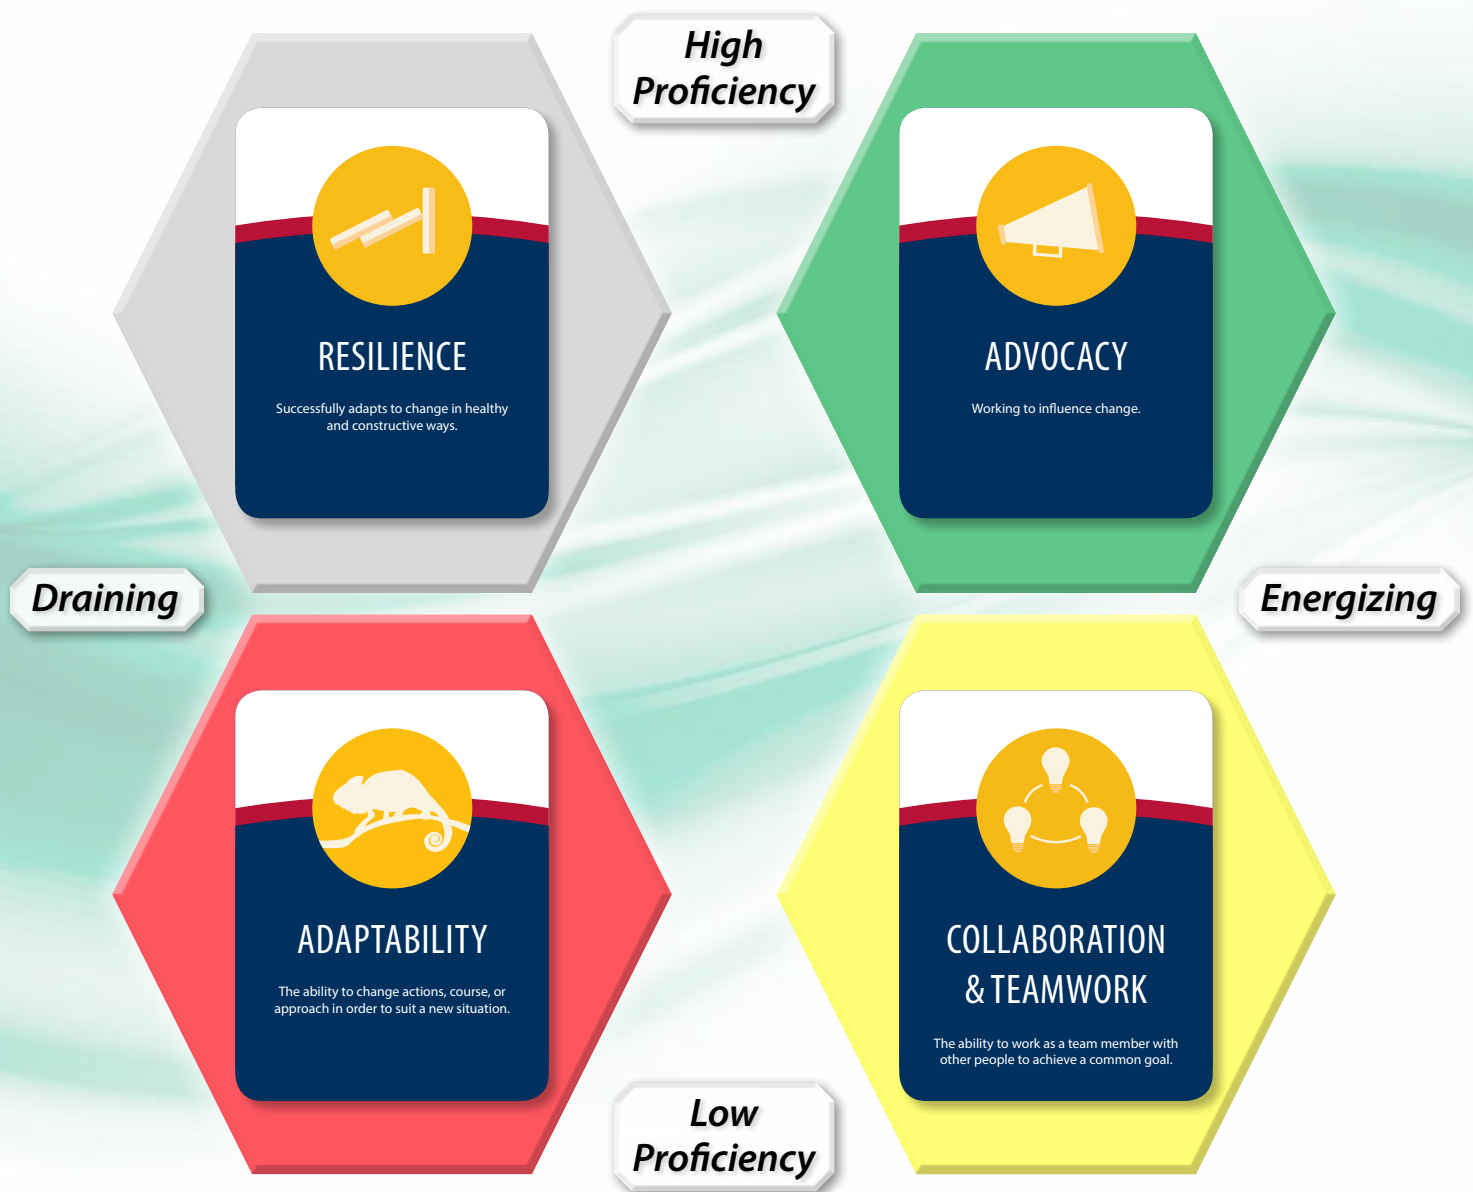 High
Proficiency
RESILIENCE
Successfully adapts to change in healthy
and constructive ways.
ADVOCACY
Working to influence change.
Draining
Energizing
ADAPTABILITY
The ability to change actions, course, or
approach in order to suit a new situation.
COLLABORATION
& TEAMWORK
The ability to work as a team member with
other people to achieve a common goal.
Low
Proficiency